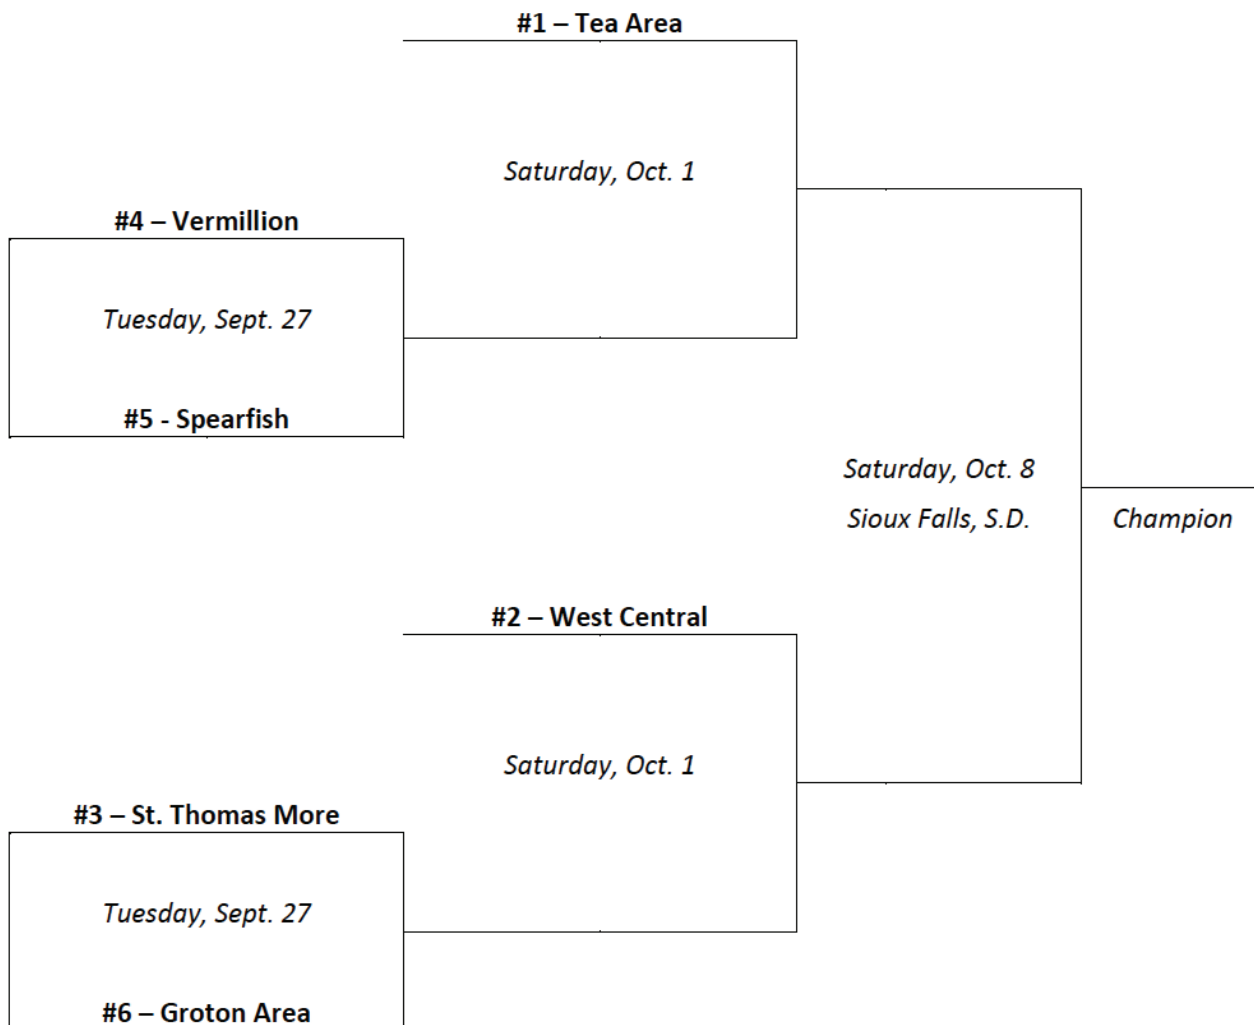 #1 – Tea Area
Saturday, Oct. 1
#4 – Vermillion
Tuesday, Sept. 27
#5 - Spearfish
Saturday, Oct. 8
Sioux Falls, S.D.
Champion
#2 – West Central
Saturday, Oct. 1
#3 – St. Thomas More
Tuesday, Sept. 27
#6 – Groton Area